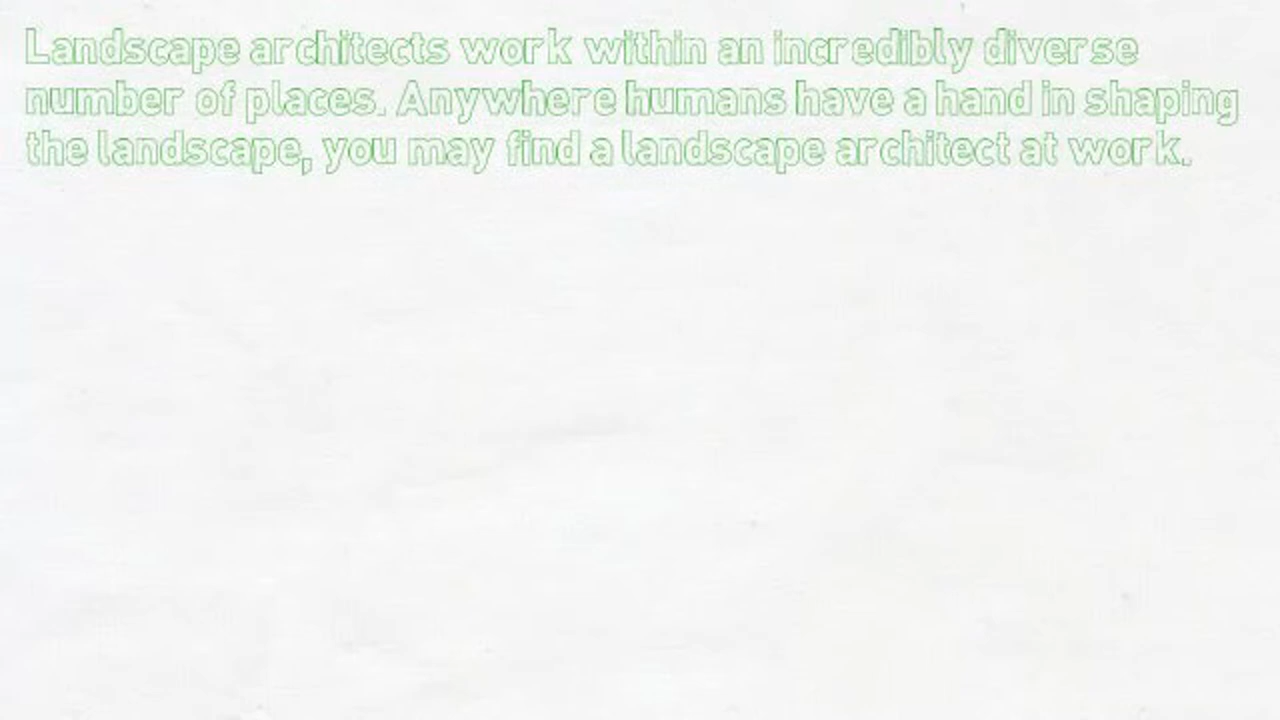 Landscape architects work within an incredibly diverse
number of places. Anywhere humans have a hand in shaping
the landscape, you may find a landscape architect at work.